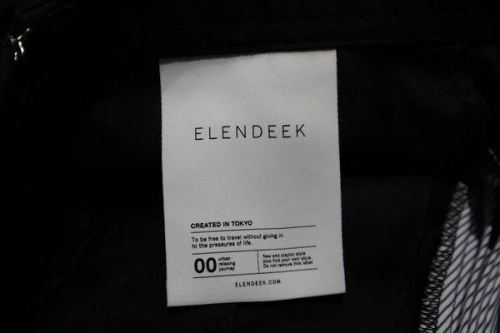 ELENDEEK
CREATED IN TOKYO
To be free to travel without giving in
to the pressures of life.
00
urban
relaxing
journey
New and playful style
plus find your own style.
Do not remove this label
ELENDEEK.COM